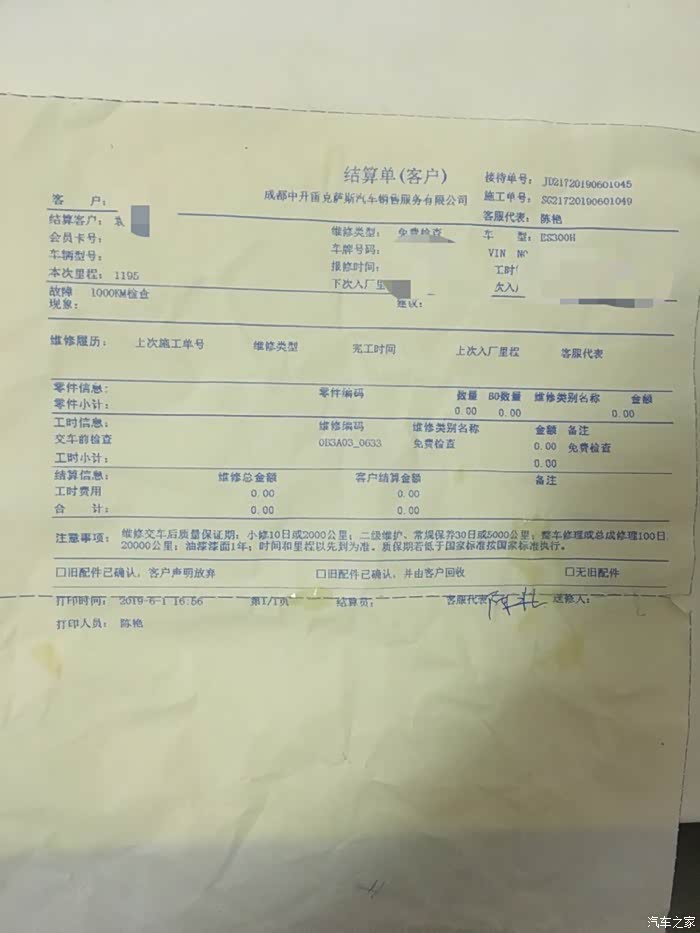 结算单(客户)
成都中升雷克萨斯汽车销售服务有限公司
接待单号: JD21720190601045
施工单号: SG21720190601049
客服代表: 陈艳
客 户:
结算客户: 袁
会员卡号:
车辆型号:
本次里程: 1195
维修类型: 免费检查
车牌号码:
报修时间:
下次入厂里
建议:
车 型: ES300H
VIN NO
工时
次入
故障现象: 1000KM检查
维修履历: 上次施工单号 维修类型 完工时间 上次入厂里程 客服代表
零件信息: 零件编码 数量 BO数量 维修类别名称 金额
零件小计: 0.00 0.00 0.00
工时信息: 维修编码 维修类别名称 金额 备注
交车前检查 0B3A03_0633 免费检查 0.00 免费检查
工时小计: 0.00
结算信息: 维修总金额 客户结算金额 备注
工时费用 0.00 0.00
合 计: 0.00 0.00
注意事项: 维修交车后质量保证期: 小修10日或2000公里; 二级维护、常规保养30日或5000公里; 整车修理或总成修理100日,
20000公里; 油漆漆面1年; 时间和里程以先到为准。质保期若低于国家标准按国家标准执行。
□旧配件已确认, 客户声明放弃 □旧配件已确认, 并由客户回收 □无旧配件
打印时间: 2019-6-1 16:56 第1/1页 结算员: 客服代表 送修人:
打印人员: 陈艳
汽车之家